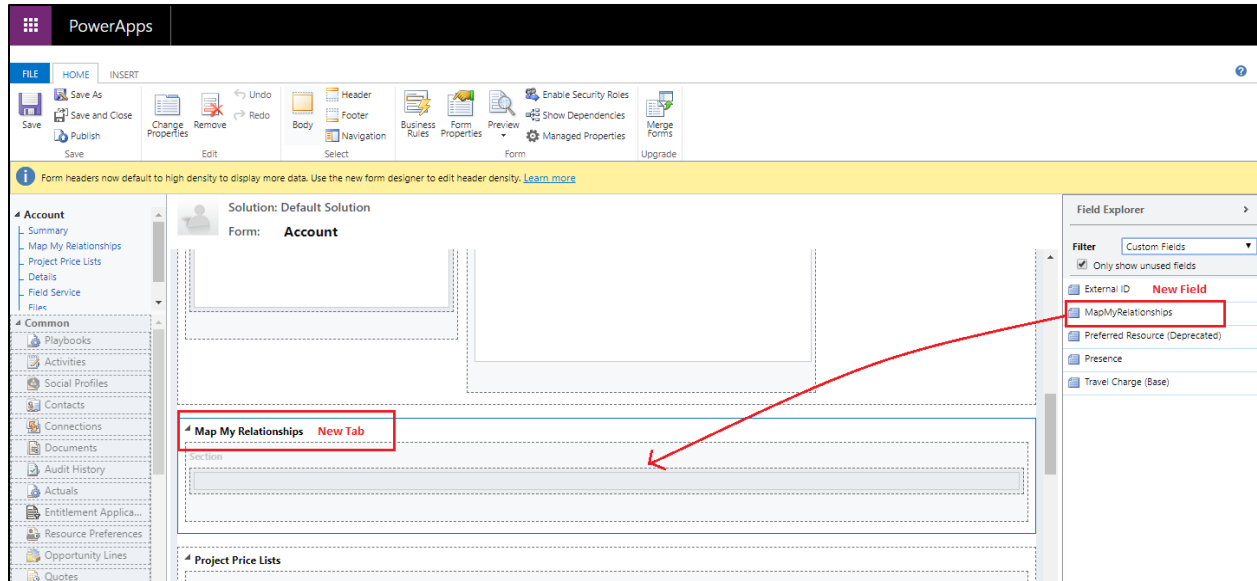 PowerApps
FILE HOME INSERT
Save
Save As
Save and Close
Publish
Save
Change Properties
Remove
Undo
Redo
Edit
Body
Header
Footer
Navigation
Select
Business Rules
Form Properties
Preview
Enable Security Roles
Show Dependencies
Managed Properties
Form
Merge Forms
Upgrade
Form headers now default to high density to display more data. Use the new form designer to edit header density. Learn more
Account
Summary
Map My Relationships
Project Price Lists
Details
Field Service
Files
Common
Playbooks
Activities
Social Profiles
Contacts
Connections
Documents
Audit History
Actuals
Entitlement Applica...
Resource Preferences
Opportunity Lines
Quotes
Solution: Default Solution
Form: Account
Map My Relationships New Tab
Section
Project Price Lists
Field Explorer
Filter Custom Fields
Only show unused fields
External ID New Field
MapMyRelationships
Preferred Resource (Deprecated)
Presence
Travel Charge (Base)